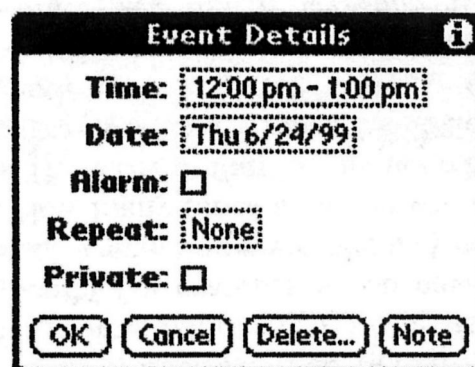 Event Details i
Time: 12:00 pm - 1:00 pm
Date: Thu 6/24/99
Alarm:
Repeat: None
Private:
OK Cancel Delete... Note